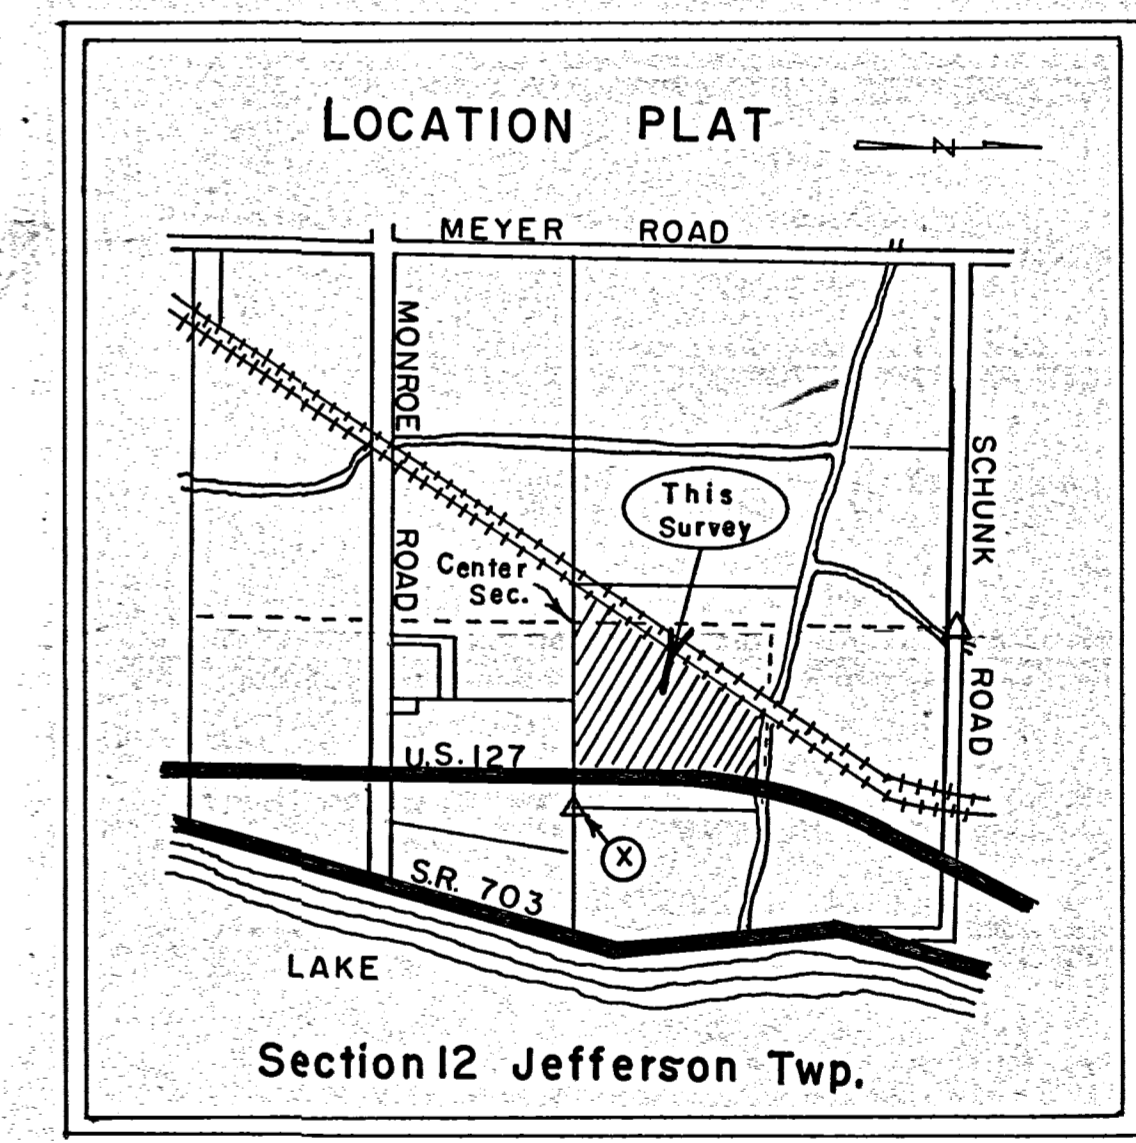 LOCATION PLAT
N
MEYER ROAD
MONROE
ROAD
SCHUNK
ROAD
This
Survey
Center
Sec.
U.S. 127
X
S.R. 703
LAKE
Section 12 Jefferson Twp.